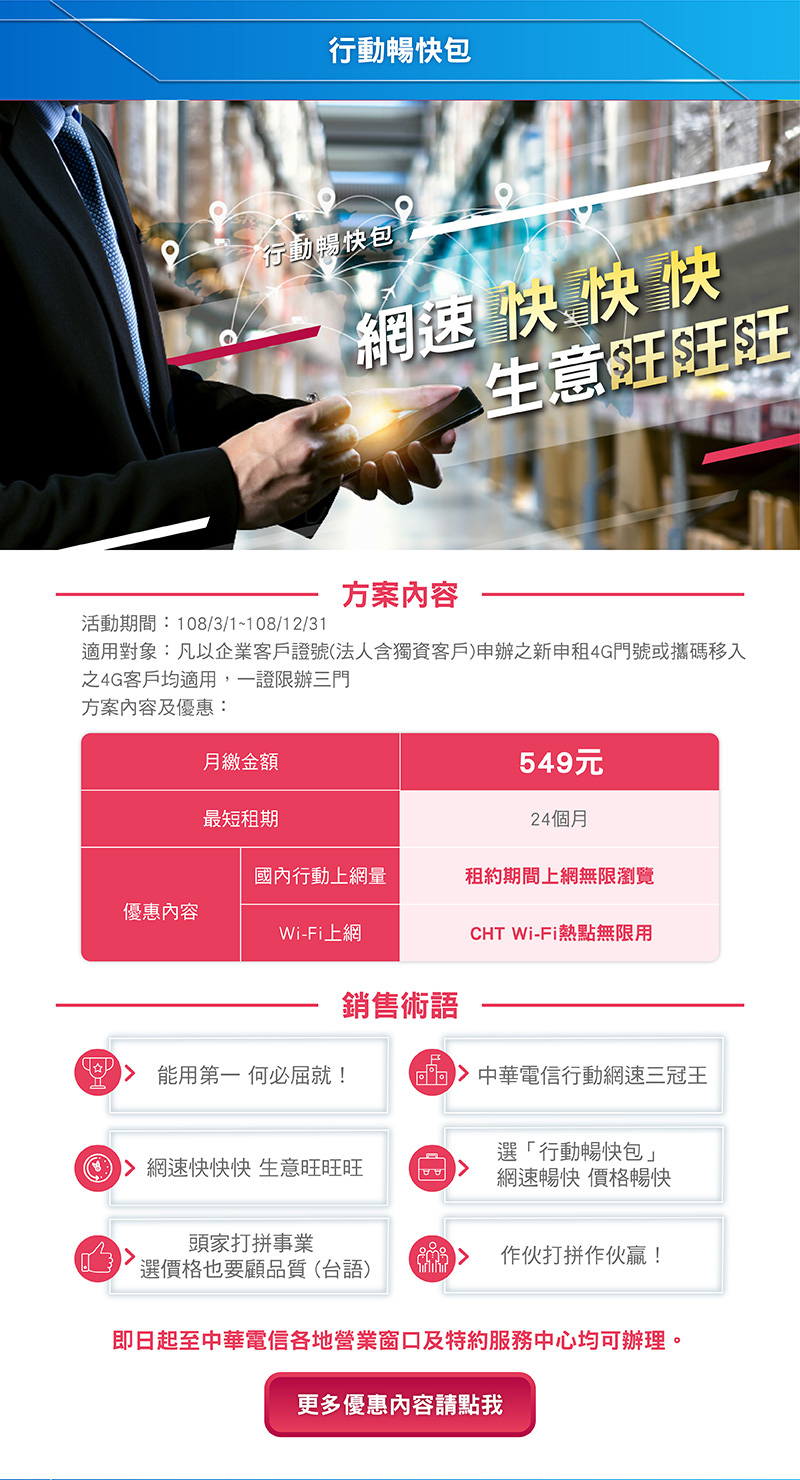 行動暢快包
行動暢快包
網速 快快快
生意旺旺旺
方案內容
活動期間：108/3/1~108/12/31
適用對象：凡以企業客戶證號(法人含獨資客戶)申辦之新申租4G門號或攜碼移入
之4G客戶均適用，一證限辦三門
方案內容及優惠：
月繳金額
549元
最短租期
24個月
優惠內容
國內行動上網量
租約期間上網無限瀏覽
Wi-Fi上網
CHT Wi-Fi熱點無限用
銷售術語
能用第一 何必屈就！
中華電信行動網速三冠王
網速快快快 生意旺旺旺
選「行動暢快包」
網速暢快 價格暢快
頭家打拼事業
選價格也要顧品質 (台語)
作伙打拼作伙贏！
即日起至中華電信各地營業窗口及特約服務中心均可辦理。
更多優惠內容請點我